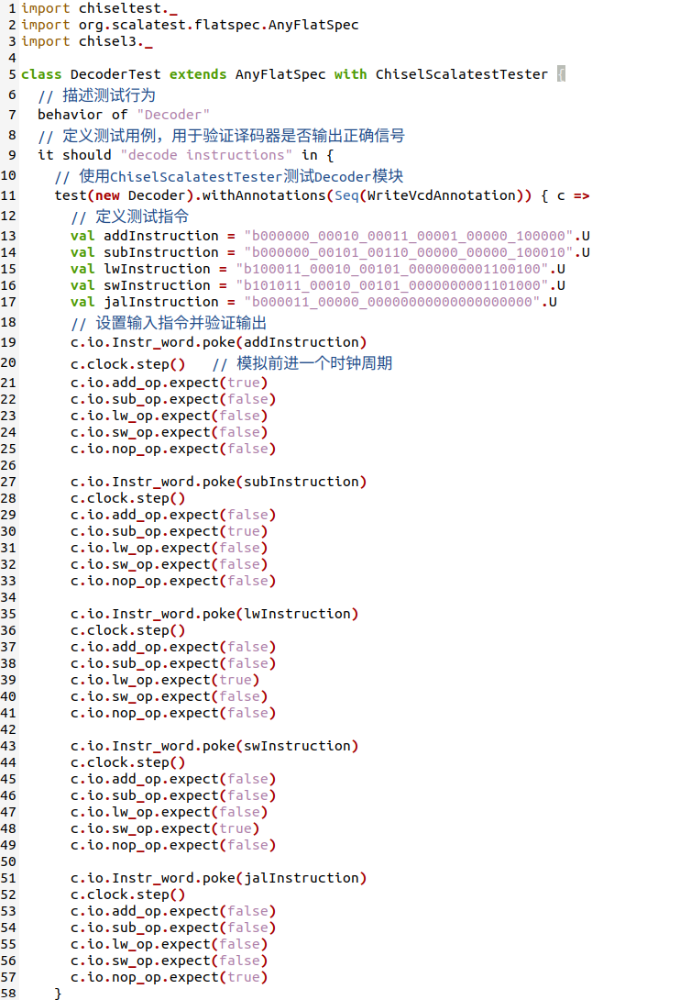 1 import chiseltest._
2 import org.scalatest.flatspec.AnyFlatSpec
3 import chisel3._
4
5 class DecoderTest extends AnyFlatSpec with ChiselScalatestTester {
6   // 描述测试行为
7   behavior of "Decoder"
8   // 定义测试用例，用于验证译码器是否输出正确信号
9   it should "decode instructions" in {
10     // 使用ChiselScalatestTester测试Decoder模块
11     test(new Decoder).withAnnotations(Seq(WriteVcdAnnotation)) { c =>
12       // 定义测试指令
13       val addInstruction = "b000000_00010_00011_00001_00000_100000".U
14       val subInstruction = "b000000_00101_00110_00000_00000_100010".U
15       val lwInstruction = "b100011_00010_00101_0000000001100100".U
16       val swInstruction = "b101011_00010_00101_0000000001101000".U
17       val jalInstruction = "b000011_00000_000000000000000000000".U
18       // 设置输入指令并验证输出
19       c.io.Instr_word.poke(addInstruction)
20       c.clock.step()   // 模拟前进一个时钟周期
21       c.io.add_op.expect(true)
22       c.io.sub_op.expect(false)
23       c.io.lw_op.expect(false)
24       c.io.sw_op.expect(false)
25       c.io.nop_op.expect(false)
26
27       c.io.Instr_word.poke(subInstruction)
28       c.clock.step()
29       c.io.add_op.expect(false)
30       c.io.sub_op.expect(true)
31       c.io.lw_op.expect(false)
32       c.io.sw_op.expect(false)
33       c.io.nop_op.expect(false)
34
35       c.io.Instr_word.poke(lwInstruction)
36       c.clock.step()
37       c.io.add_op.expect(false)
38       c.io.sub_op.expect(false)
39       c.io.lw_op.expect(true)
40       c.io.sw_op.expect(false)
41       c.io.nop_op.expect(false)
42
43       c.io.Instr_word.poke(swInstruction)
44       c.clock.step()
45       c.io.add_op.expect(false)
46       c.io.sub_op.expect(false)
47       c.io.lw_op.expect(false)
48       c.io.sw_op.expect(true)
49       c.io.nop_op.expect(false)
50
51       c.io.Instr_word.poke(jalInstruction)
52       c.clock.step()
53       c.io.add_op.expect(false)
54       c.io.sub_op.expect(false)
55       c.io.lw_op.expect(false)
56       c.io.sw_op.expect(false)
57       c.io.nop_op.expect(true)
58     }